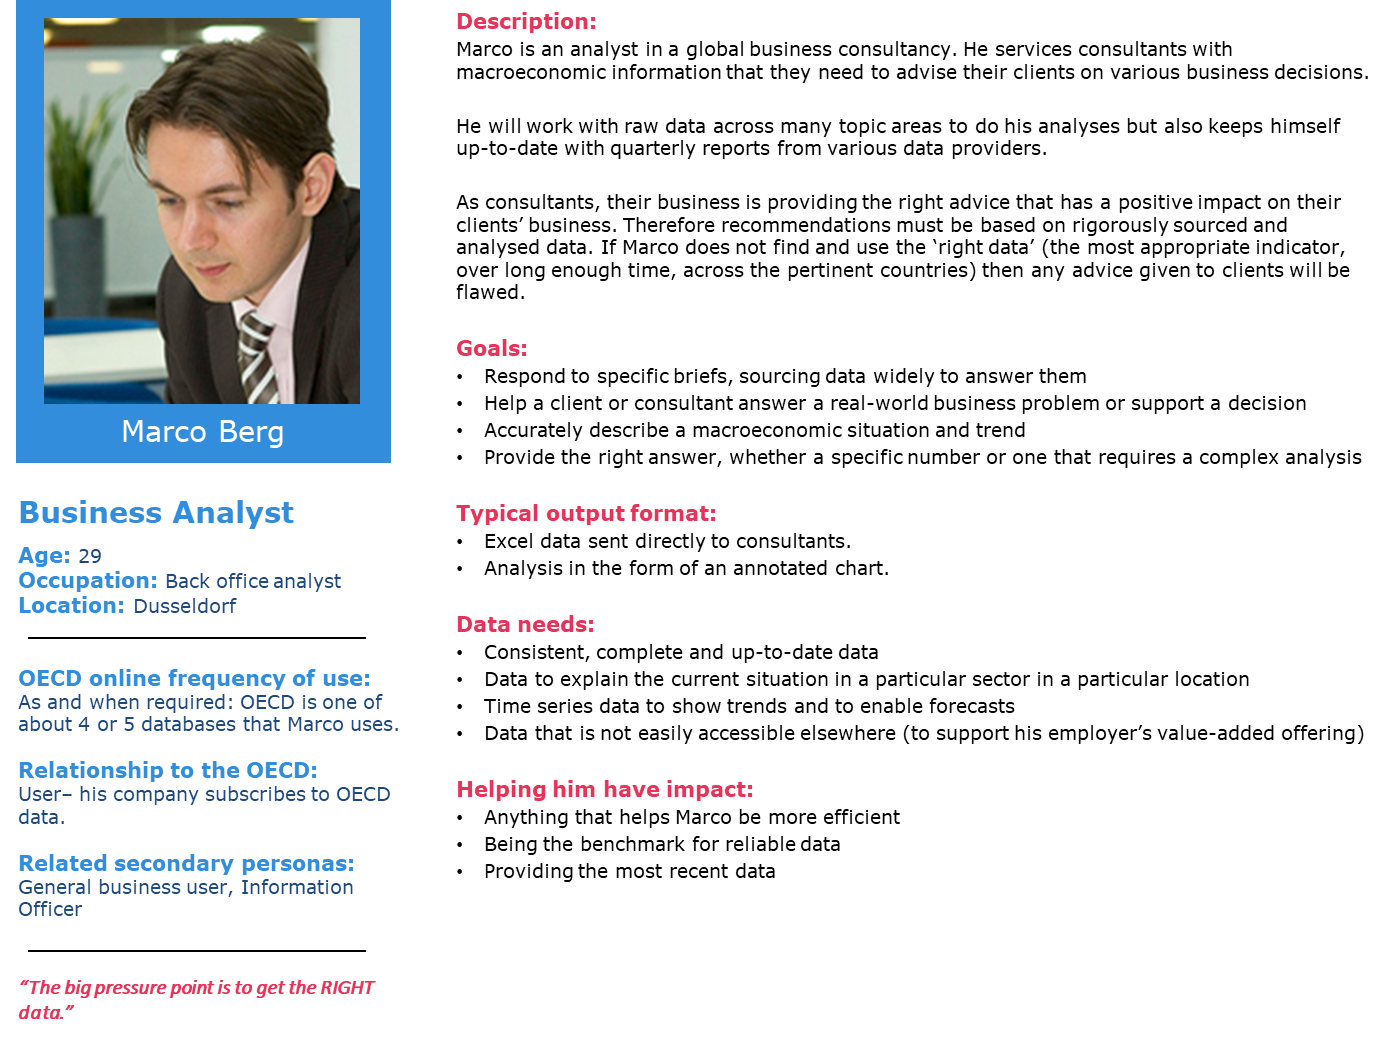 Marco Berg
Business Analyst
Age: 29
Occupation: Back office analyst
Location: Dusseldorf
OECD online frequency of use:
As and when required: OECD is one of
about 4 or 5 databases that Marco uses.
Relationship to the OECD:
User– his company subscribes to OECD
data.
Related secondary personas:
General business user, Information
Officer
“The big pressure point is to get the RIGHT
data.”
Description:
Marco is an analyst in a global business consultancy. He services consultants with
macroeconomic information that they need to advise their clients on various business decisions.
He will work with raw data across many topic areas to do his analyses but also keeps himself
up-to-date with quarterly reports from various data providers.
As consultants, their business is providing the right advice that has a positive impact on their
clients’ business. Therefore recommendations must be based on rigorously sourced and
analysed data. If Marco does not find and use the ‘right data’ (the most appropriate indicator,
over long enough time, across the pertinent countries) then any advice given to clients will be
flawed.
Goals:
• Respond to specific briefs, sourcing data widely to answer them
• Help a client or consultant answer a real-world business problem or support a decision
• Accurately describe a macroeconomic situation and trend
• Provide the right answer, whether a specific number or one that requires a complex analysis
Typical output format:
• Excel data sent directly to consultants.
• Analysis in the form of an annotated chart.
Data needs:
• Consistent, complete and up-to-date data
• Data to explain the current situation in a particular sector in a particular location
• Time series data to show trends and to enable forecasts
• Data that is not easily accessible elsewhere (to support his employer’s value-added offering)
Helping him have impact:
• Anything that helps Marco be more efficient
• Being the benchmark for reliable data
• Providing the most recent data